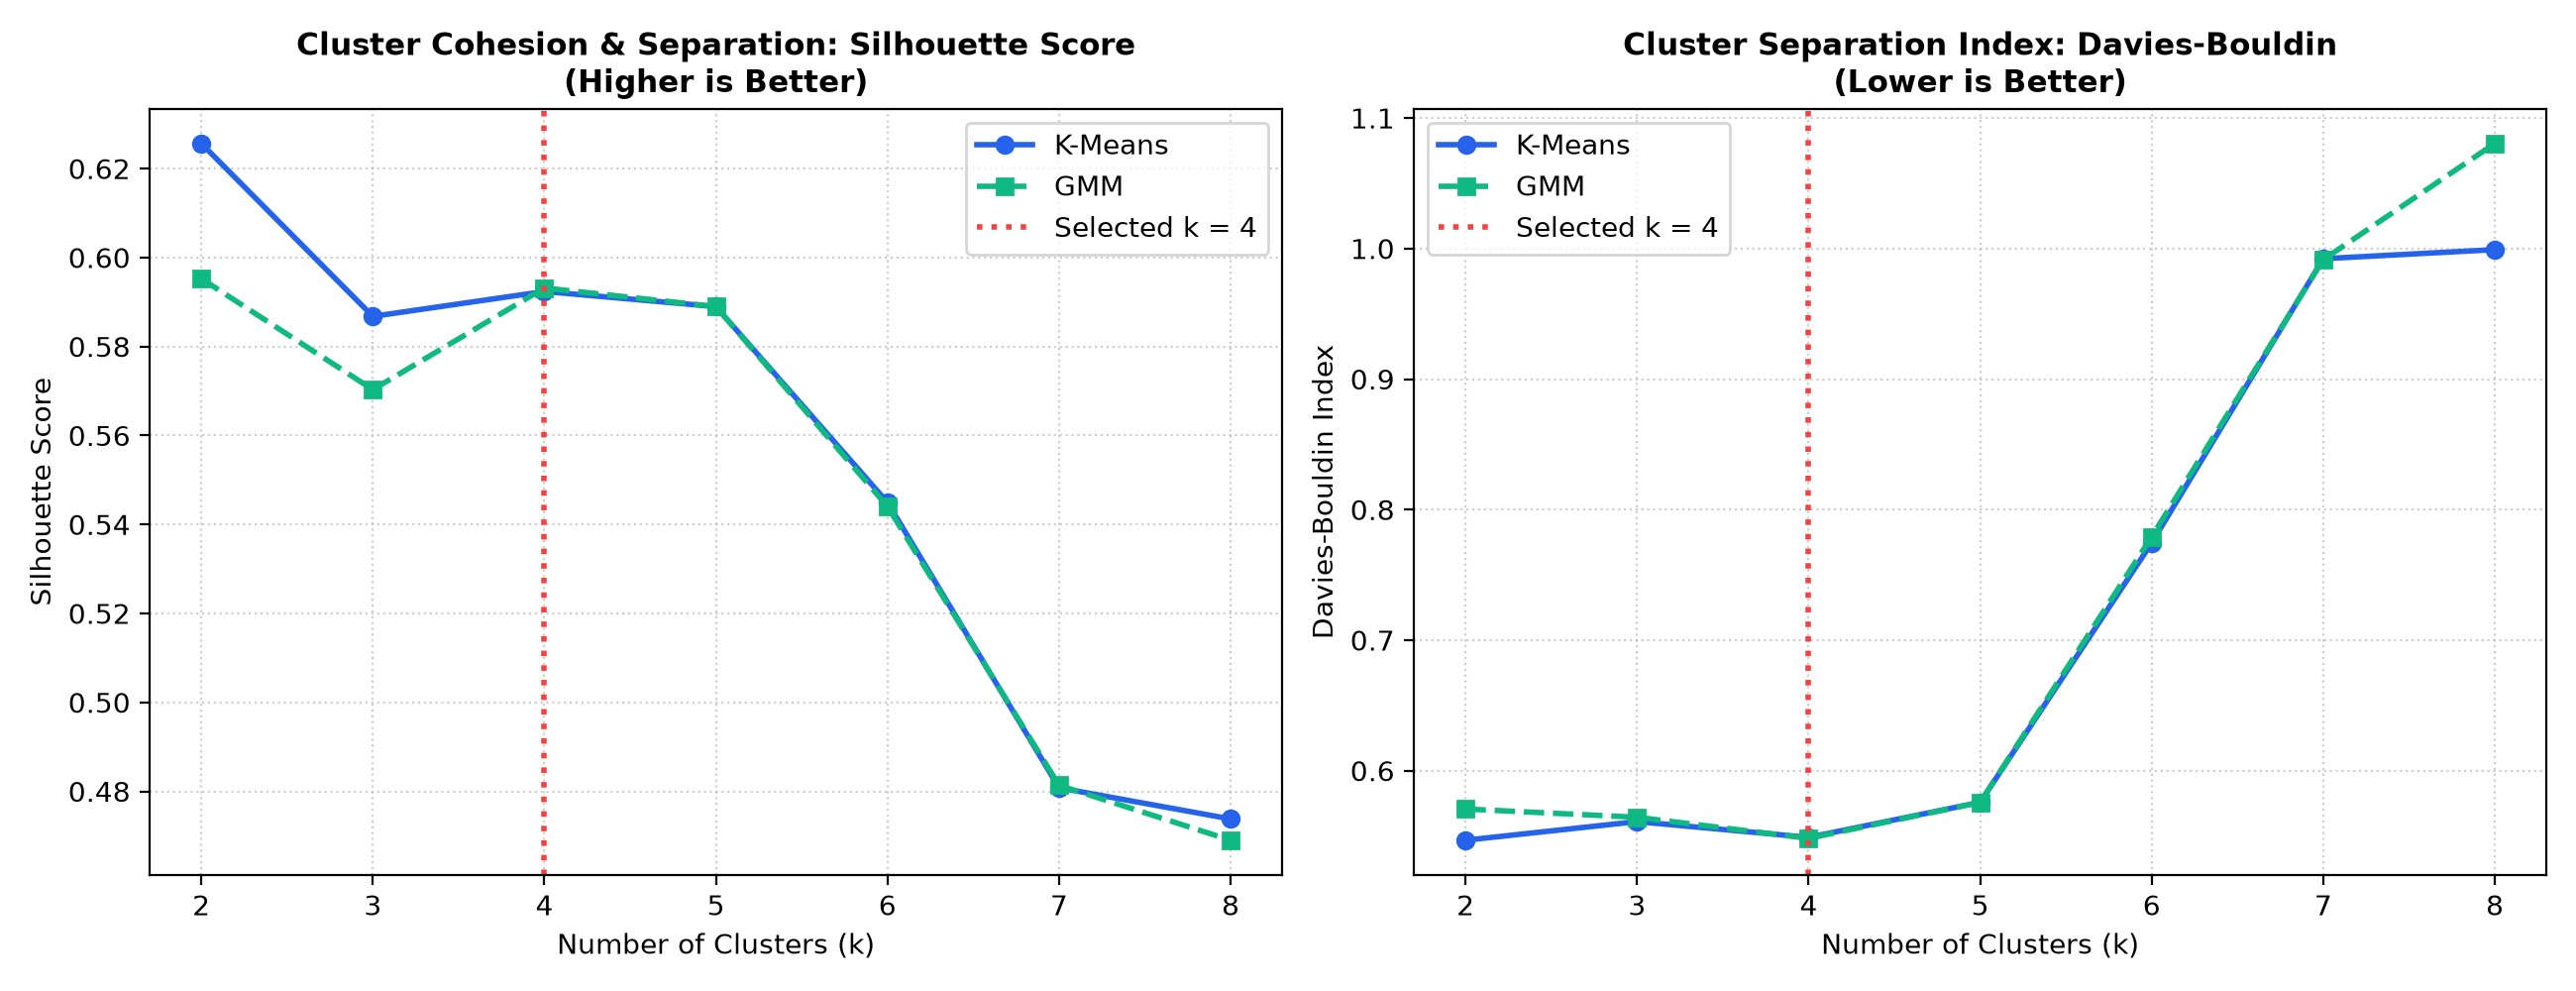 Cluster Cohesion & Separation: Silhouette Score
(Higher is Better)
Silhouette Score
0.62
0.60
0.58
0.56
0.54
0.52
0.50
0.48
K-Means
GMM
Selected k = 4
2 3 4 5 6 7 8
Number of Clusters (k)
Cluster Separation Index: Davies-Bouldin
(Lower is Better)
Davies-Bouldin Index
1.1
1.0
0.9
0.8
0.7
0.6
K-Means
GMM
Selected k = 4
2 3 4 5 6 7 8
Number of Clusters (k)